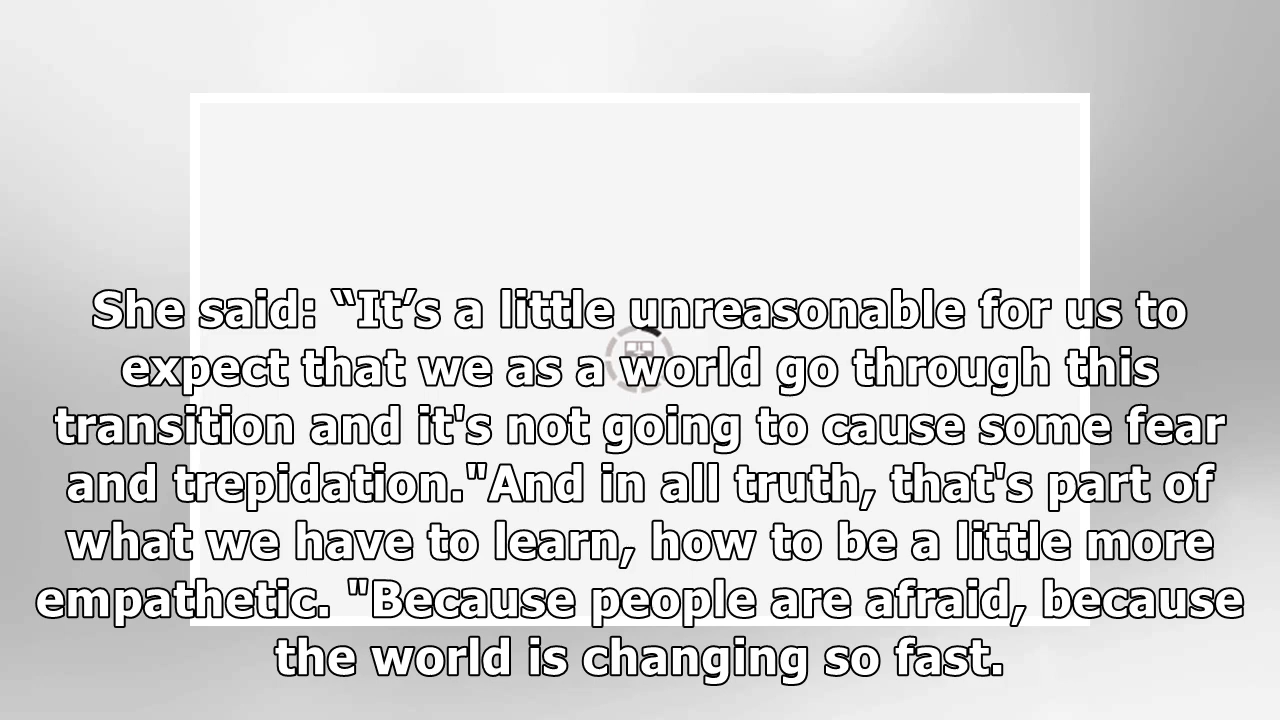 She said: “It’s a little unreasonable for us to
expect that we as a world go through this
transition and it's not going to cause some fear
and trepidation."And in all truth, that's part of
what we have to learn, how to be a little more
empathetic. "Because people are afraid, because
the world is changing so fast.